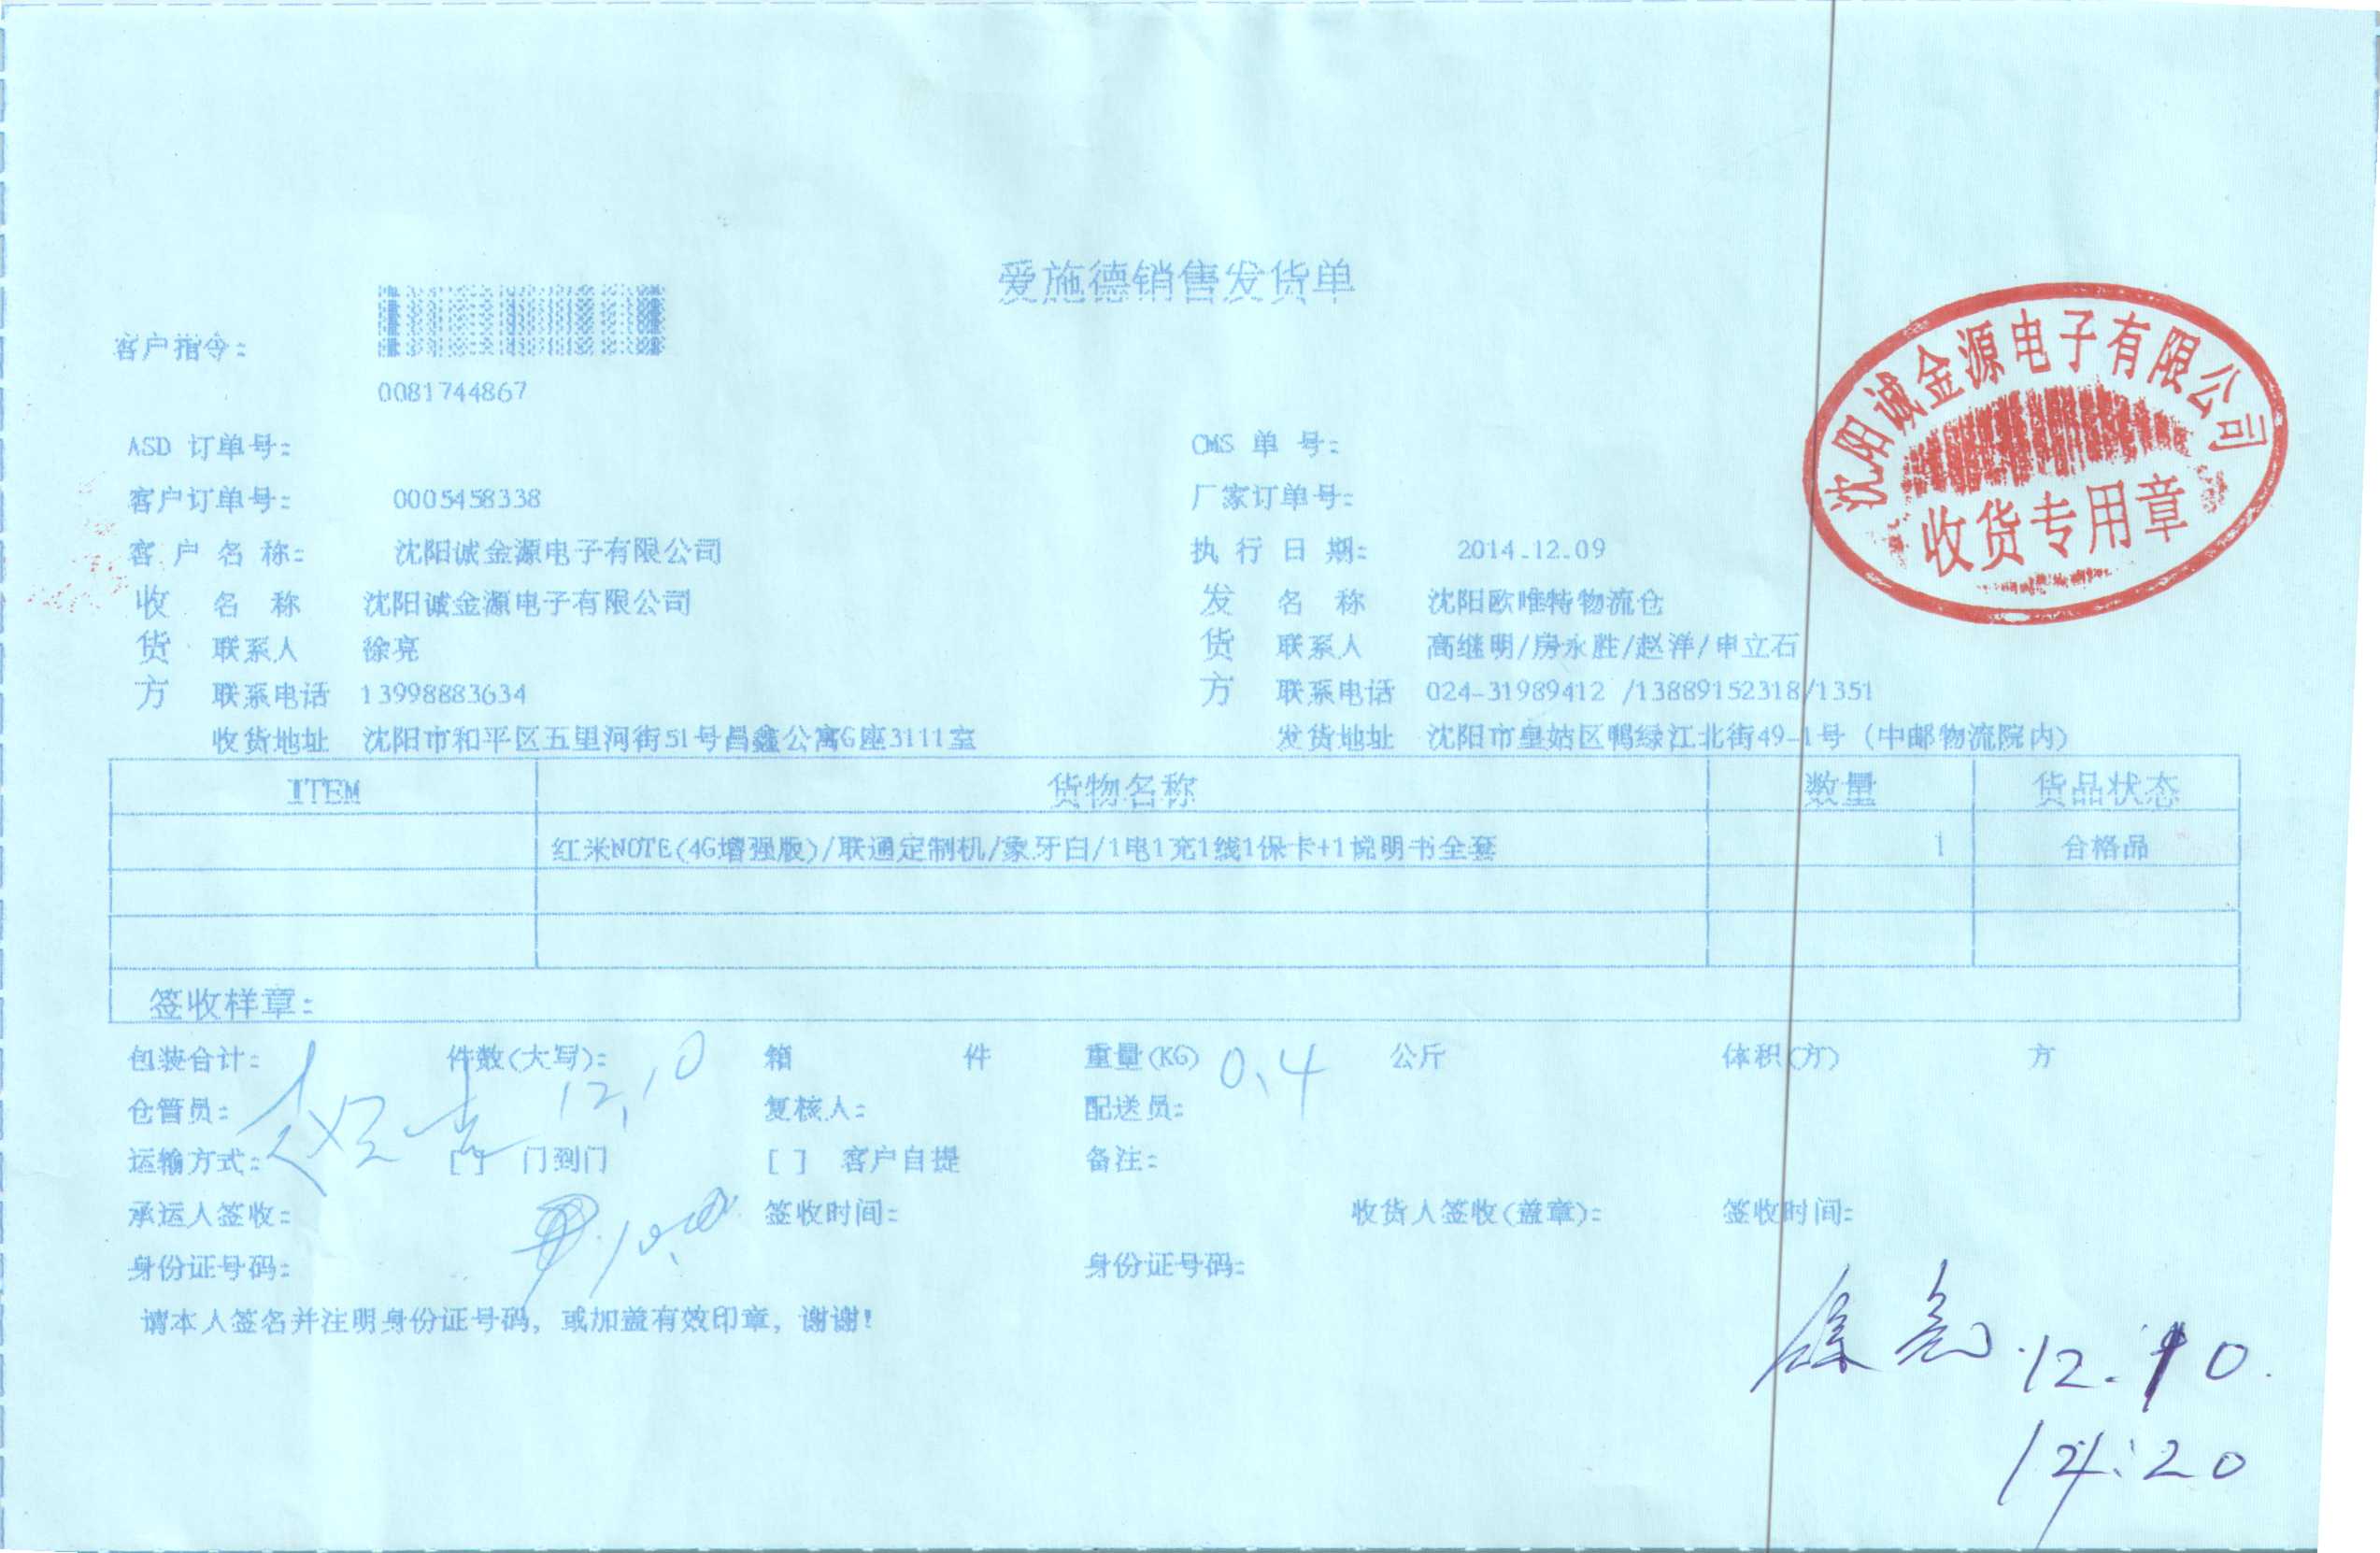 爱施德销售发货单
客户指令:
0081744867
ASD 订单号:
OMS 单 号:
客户订单号: 0005458338
厂家订单号:
客 户 名 称: 沈阳诚金源电子有限公司
执 行 日 期: 2014.12.09
收货方
名 称 沈阳诚金源电子有限公司
联系人 徐亮
联系电话 13998883634
收货地址 沈阳市和平区五里河街51号昌鑫公寓G座3111室
发货方
名 称 沈阳欧唯特物流仓
联系人 高继明/房永胜/赵洋/申立石
联系电话 024-31989412 /13889152318/1351
发货地址 沈阳市皇姑区鸭绿江北街49-1号 (中邮物流院内)
沈阳诚金源电子有限公司
收货专用章
ITEM 货物名称 数量 货品状态
红米NOTE(4G增强版)/联通定制机/象牙白/1电1充1线1保卡+1说明书全套 1 合格品
签收样章:
包装合计: 件数(大写): 箱 件 重量(KG) 0.4 公斤 体积(方) 方
12.10
仓管员: 复核人: 配送员:
运输方式: [ ] 门到门 [ ] 客户自提 备注:
承运人签收: 签收时间: 收货人签收(盖章): 签收时间:
身份证号码: 身份证号码:
请本人签名并注明身份证号码, 或加盖有效印章, 谢谢!
徐亮 12.10.
14:20